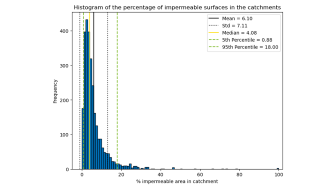 Histogram of the percentage of impermeable surfaces in the catchments
Mean = 6.10
Std = 7.11
Median = 4.08
5th Percentile = 0.88
95th Percentile = 18.00
400
300
200
100
0
Frequency
0 20 40 60 80 100
% impermeable area in catchment